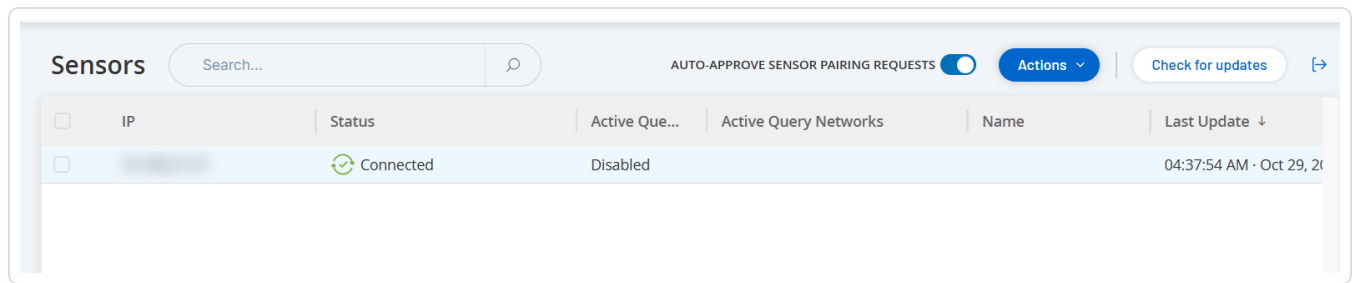 Sensors Search... AUTO-APPROVE SENSOR PAIRING REQUESTS Actions Check for updates
IP Status Active Que... Active Query Networks Name Last Update ↓
Connected Disabled 04:37:54 AM · Oct 29, 20